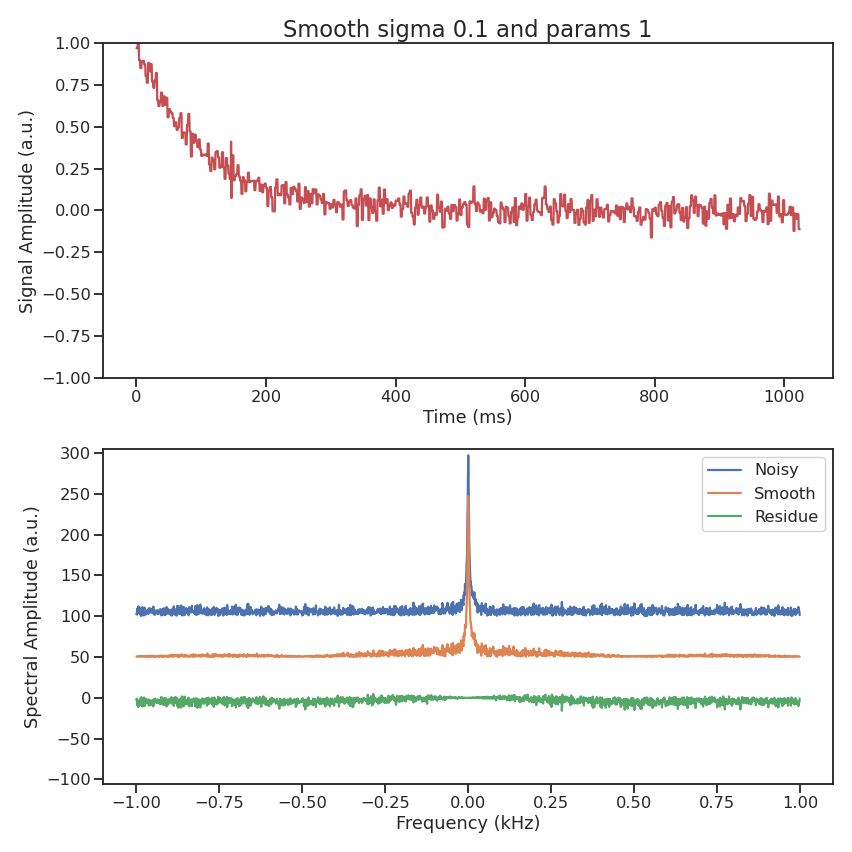 Smooth sigma 0.1 and params 1
1.00
0.75
0.50
0.25
0.00
−0.25
−0.50
−0.75
−1.00
Signal Amplitude (a.u.)
0 200 400 600 800 1000
Time (ms)
300
250
200
150
100
50
0
−50
−100
Spectral Amplitude (a.u.)
Noisy
Smooth
Residue
−1.00 −0.75 −0.50 −0.25 0.00 0.25 0.50 0.75 1.00
Frequency (kHz)